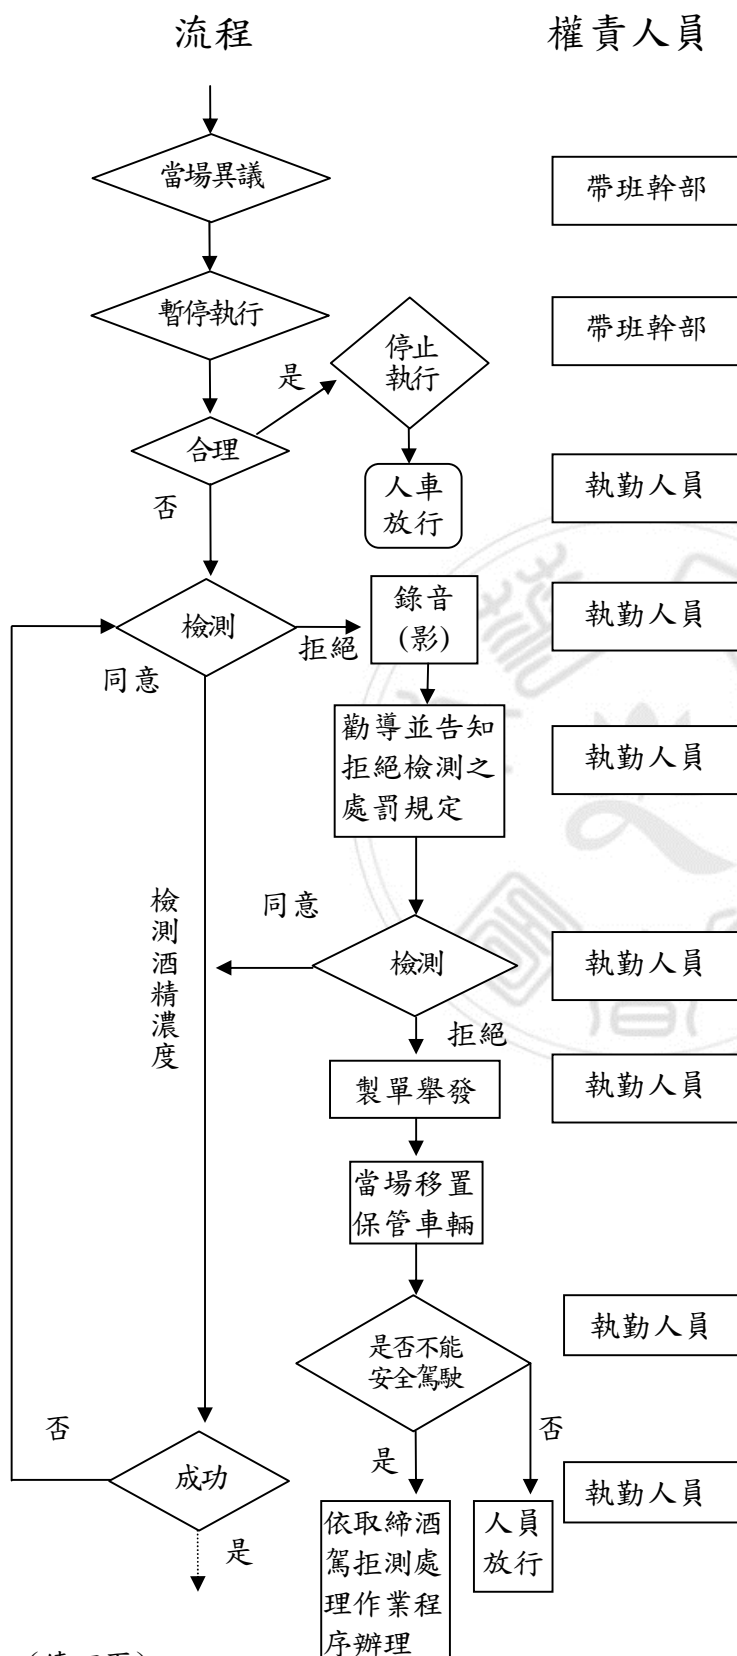 流程
權責人員
當場異議
帶班幹部
暫停執行
帶班幹部
是
停止
執行
合理
否
人車
放行
執勤人員
檢測
同意
拒絕
錄音
(影)
執勤人員
勸導並告知
拒絕檢測之
處罰規定
執勤人員
檢測酒精濃度
同意
檢測
執勤人員
拒絕
製單舉發
執勤人員
當場移置
保管車輛
是否不能
安全駕駛
執勤人員
否
成功
是
是
否
執勤人員
依取締酒
駕拒測處
理作業程
序辦理
人員
放行